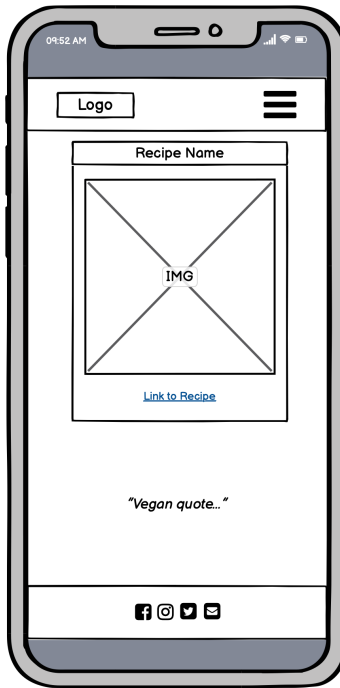 09:52 AM
Logo
Recipe Name
IMG
Link to Recipe
"Vegan quote..."